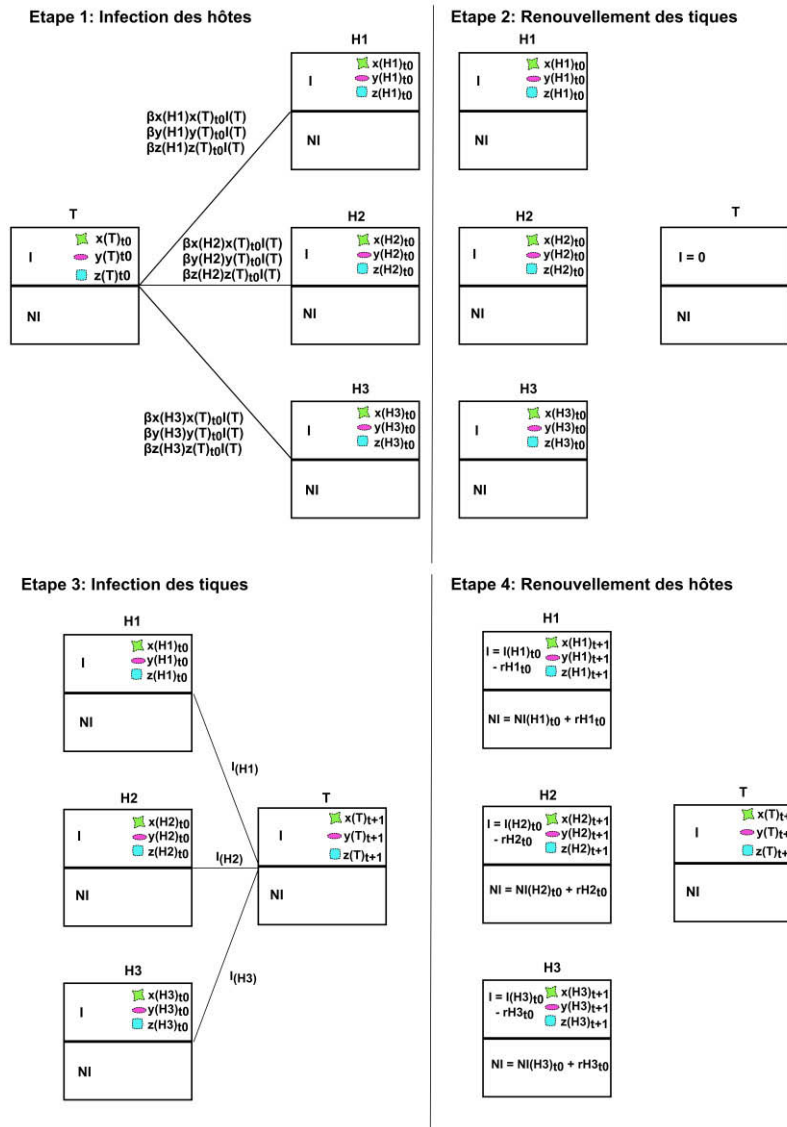 Etape 1: Infection des hôtes
H1
I
x(H1)t0
y(H1)t0
z(H1)t0
NI
βx(H1)x(T)t0I(T)
βy(H1)y(T)t0I(T)
βz(H1)z(T)t0I(T)
T
I
x(T)t0
y(T)t0
z(T)t0
NI
βx(H2)x(T)t0I(T)
βy(H2)y(T)t0I(T)
βz(H2)z(T)t0I(T)
H2
I
x(H2)t0
y(H2)t0
z(H2)t0
NI
βx(H3)x(T)t0I(T)
βy(H3)y(T)t0I(T)
βz(H3)z(T)t0I(T)
H3
I
x(H3)t0
y(H3)t0
z(H3)t0
NI
Etape 2: Renouvellement des tiques
H1
I
x(H1)t0
y(H1)t0
z(H1)t0
NI
H2
I
x(H2)t0
y(H2)t0
z(H2)t0
NI
T
I = 0
NI
H3
I
x(H3)t0
y(H3)t0
z(H3)t0
NI
Etape 3: Infection des tiques
H1
I
x(H1)t0
y(H1)t0
z(H1)t0
NI
I(H1)
H2
I
x(H2)t0
y(H2)t0
z(H2)t0
NI
I(H2)
T
I
x(T)t+1
y(T)t+1
z(T)t+1
NI
I(H3)
H3
I
x(H3)t0
y(H3)t0
z(H3)t0
NI
Etape 4: Renouvellement des hôtes
H1
I = I(H1)t0
- rH1t0
x(H1)t+1
y(H1)t+1
z(H1)t+1
NI = NI(H1)t0 + rH1t0
H2
I = I(H2)t0
- rH2t0
x(H2)t+1
y(H2)t+1
z(H2)t+1
NI = NI(H2)t0 + rH2t0
T
I
x(T)t+
y(T)t+
z(T)t+
NI
H3
I = I(H3)t0
- rH3t0
x(H3)t+1
y(H3)t+1
z(H3)t+1
NI = NI(H3)t0 + rH3t0